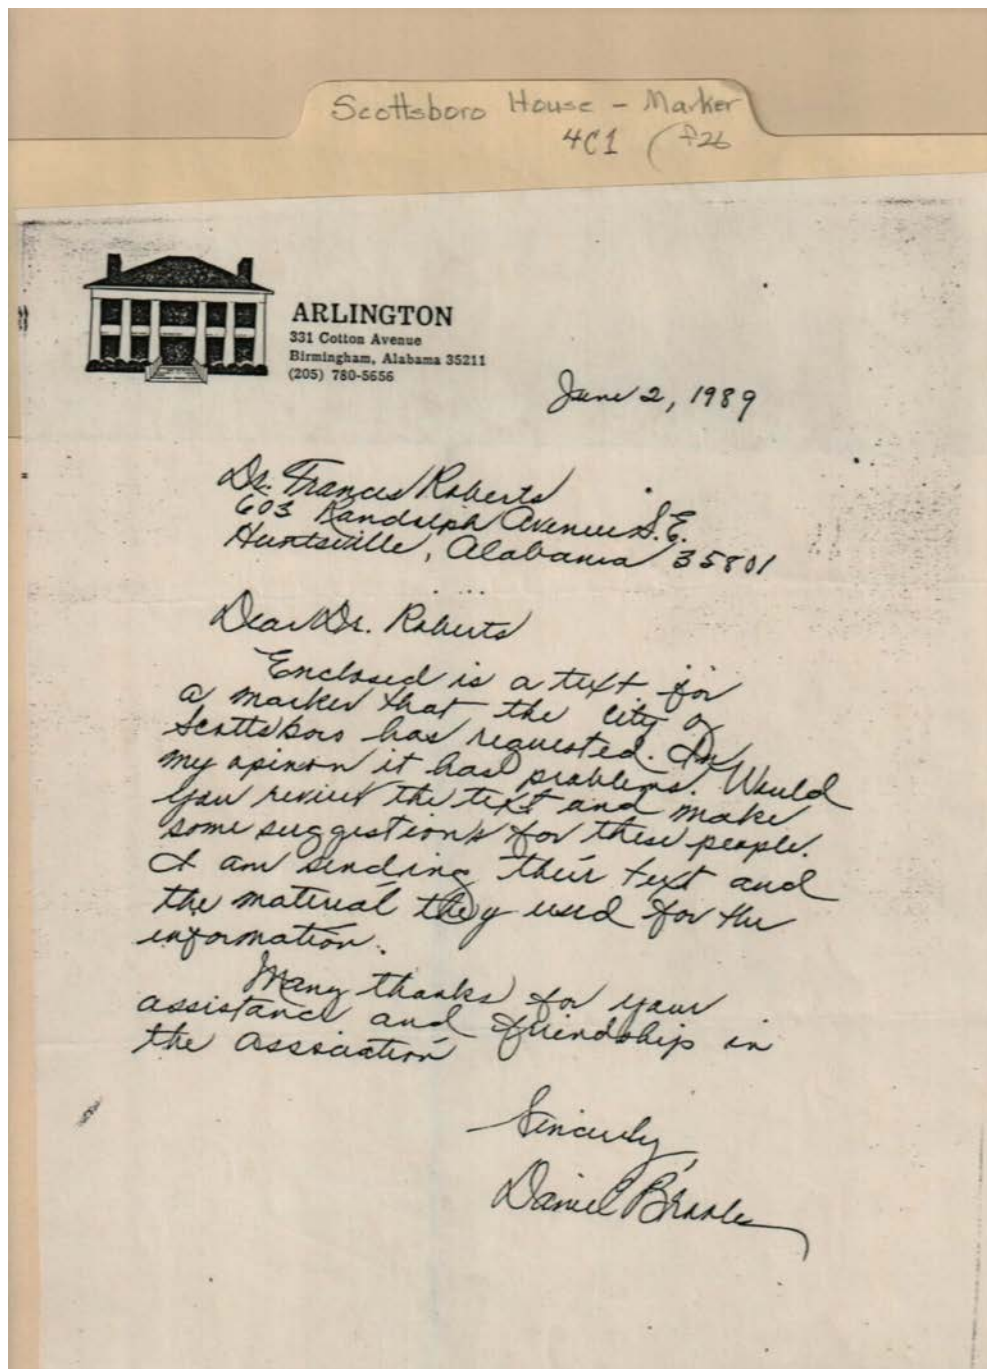 Scottsboro House - Marker
4C1 (f26
ARLINGTON
331 Cotton Avenue
Birmingham, Alabama 35211
(205) 780-5656
June 2, 1989
Dr. Frances Roberts
603 Randolph Avenue S.E.
Huntsville, Alabama 35801
Dear Dr. Roberts
Enclosed is a text for
a marker that the city of
Scottsboro has requested. In
my opinon it has problems. Would
you review the text and make
some suggestions for these people.
I am sending their text and
the material they used for the
information.
Many thanks for your
assistance and friendship in
the association
Sincerely,
Daniel